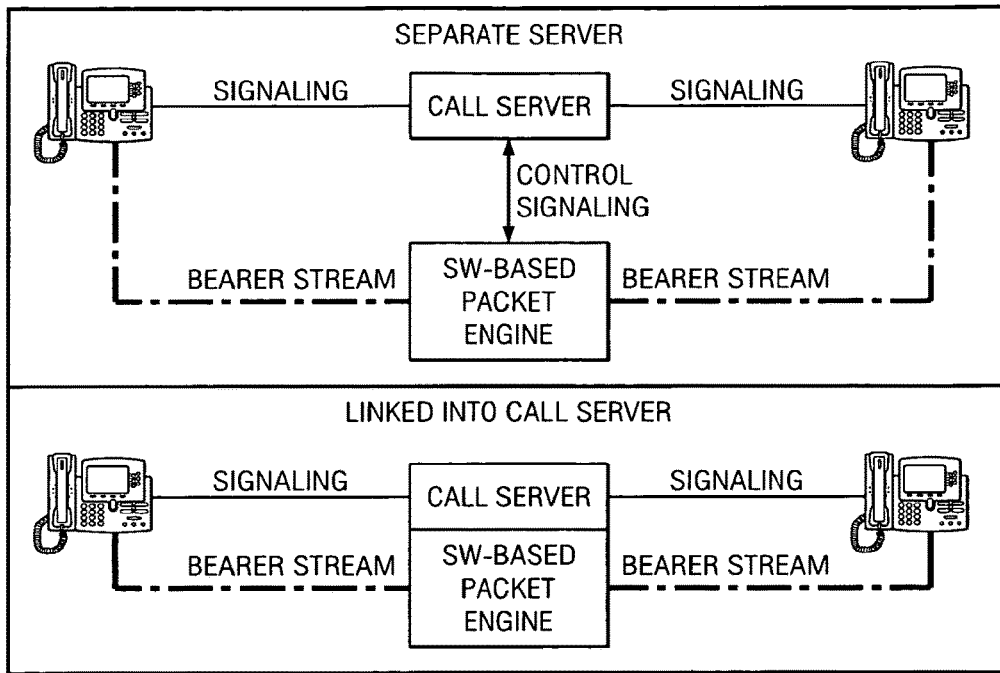 SEPARATE SERVER
SIGNALING
CALL SERVER
SIGNALING
CONTROL
SIGNALING
BEARER STREAM
SW-BASED
PACKET
ENGINE
BEARER STREAM
LINKED INTO CALL SERVER
SIGNALING
CALL SERVER
SIGNALING
BEARER STREAM
SW-BASED
PACKET
ENGINE
BEARER STREAM